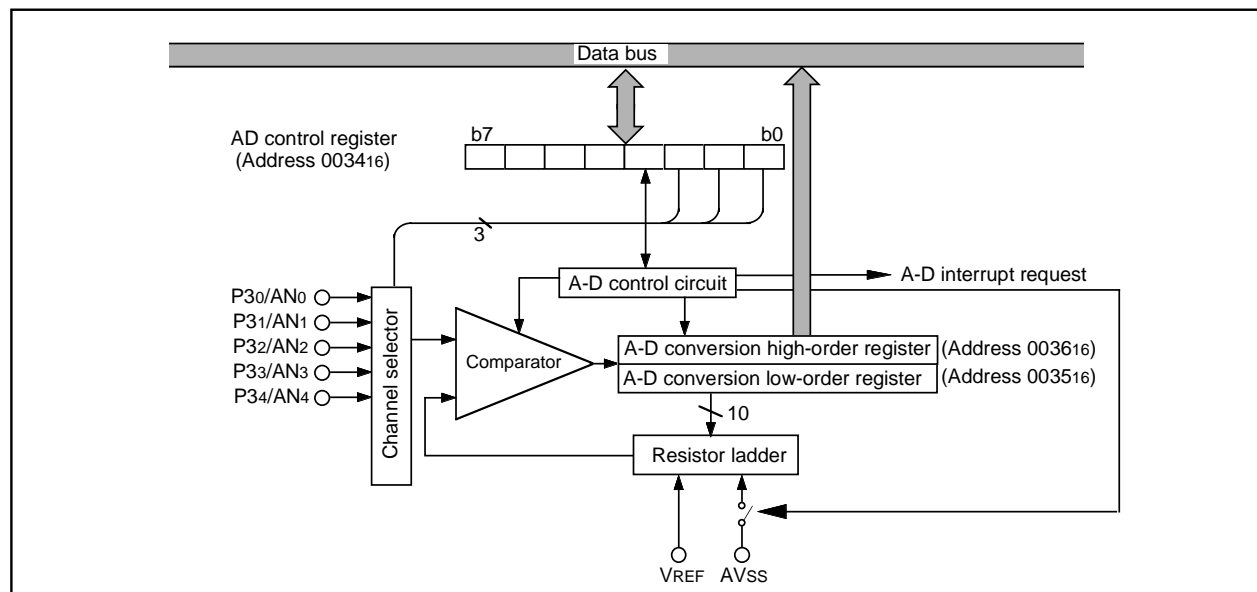 Data bus
b7 b0
AD control register
(Address 003416)
3
A-D control circuit
A-D interrupt request
P30/AN0
P31/AN1
P32/AN2
P33/AN3
P34/AN4
Channel selector
Comparator
A-D conversion high-order register (Address 003616)
A-D conversion low-order register (Address 003516)
10
Resistor ladder
VREF AVSS